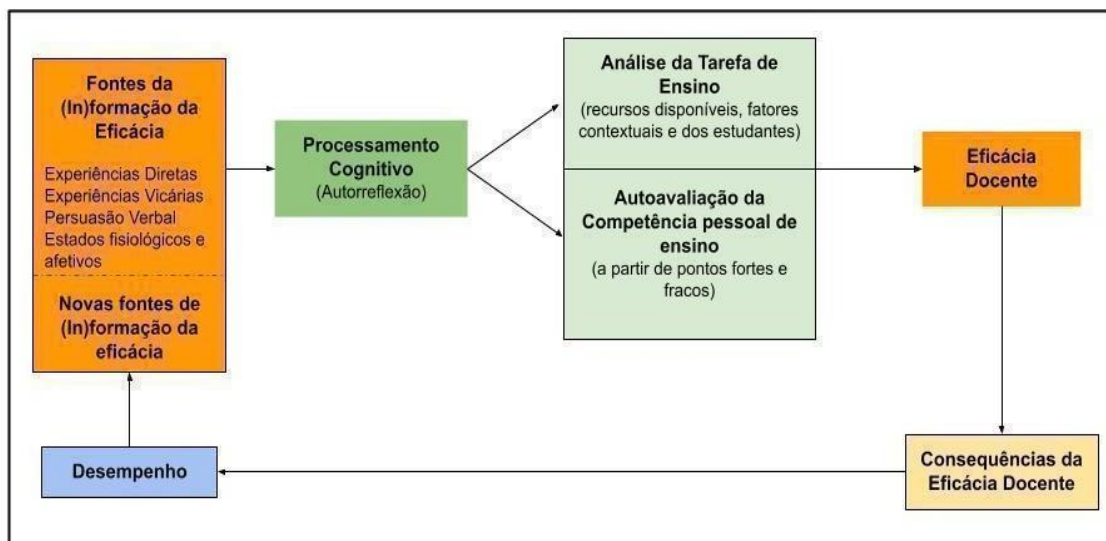 Fontes da
(In)formação da
Eficácia
Experiências Diretas
Experiências Vicárias
Persuasão Verbal
Estados fisiológicos e
afetivos
Novas fontes de
(In)formação da
eficácia
Processamento
Cognitivo
(Autorreflexão)
Análise da Tarefa de
Ensino
(recursos disponíveis, fatores
contextuais e dos estudantes)
Autoavaliação da
Competência pessoal de
ensino
(a partir de pontos fortes e
fracos)
Eficácia
Docente
Consequências da
Eficácia Docente
Desempenho